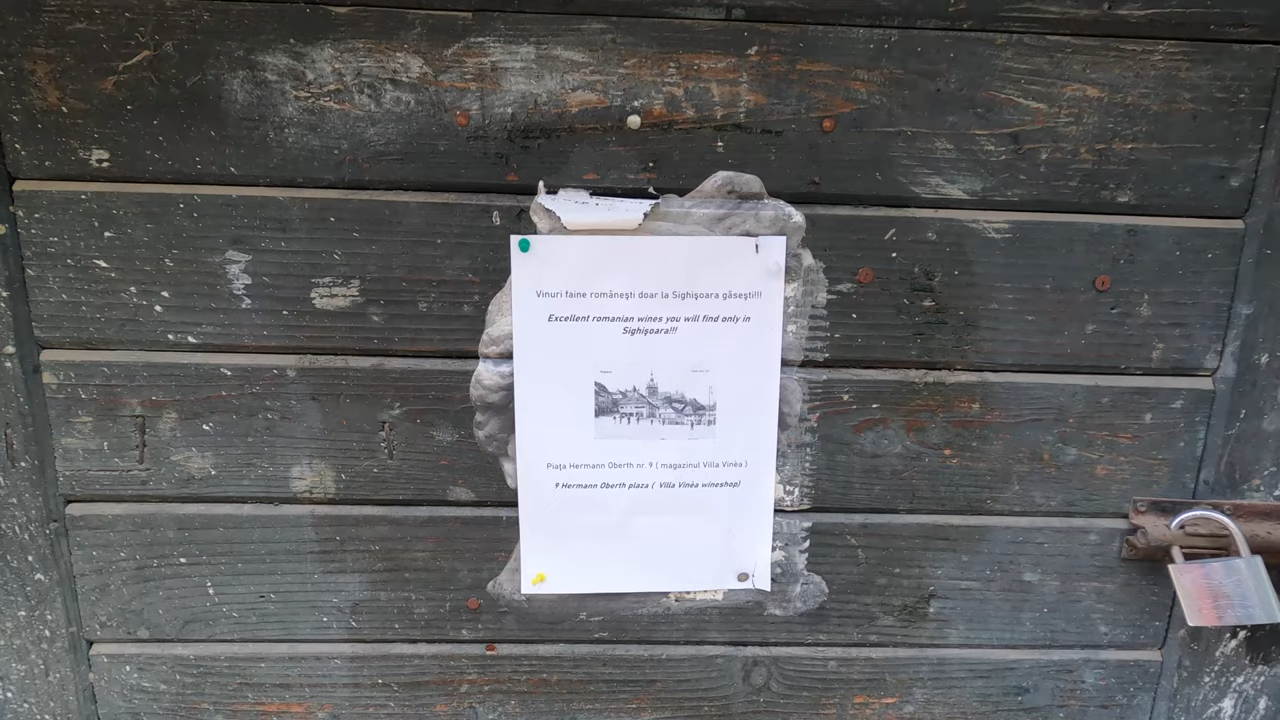 Vinuri faine româneşti doar la Sighişoara găseşti!!!
Excellent romanian wines you will find only in
Sighişoara!!!
Piaţa Hermann Oberth nr. 9 ( magazinul Villa Vinèa )
9 Hermann Oberth plaza ( Villa Vinèa wineshop)